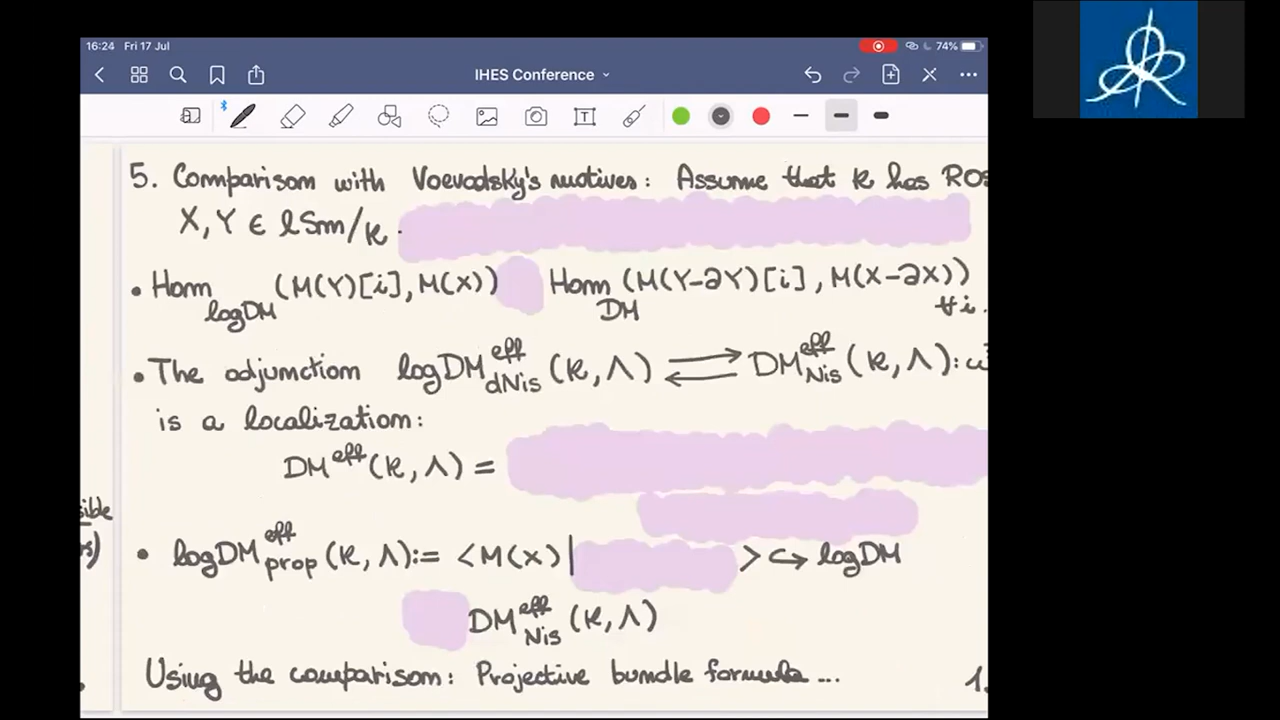 16:24 Fri 17 Jul
74%
IHES Conference
5. Comparison with Voevodsky's motives: Assume that k has ROS
X, Y ∈ lSm/k.
• Hom_logDM (M(Y)[i], M(X)) Hom_DM (M(Y-∂Y)[i], M(X-∂X)) ∀i.
• The adjunction logDM^eff_dNis (k, Λ) ⇄ DM^eff_Nis (k, Λ): ω
is a localization:
DM^eff (k, Λ) =
• logDM^eff_prop (k, Λ) := <M(X) | > ↪ logDM
DM^eff_Nis (k, Λ)
Using the comparison: Projective bundle formula ...
1.